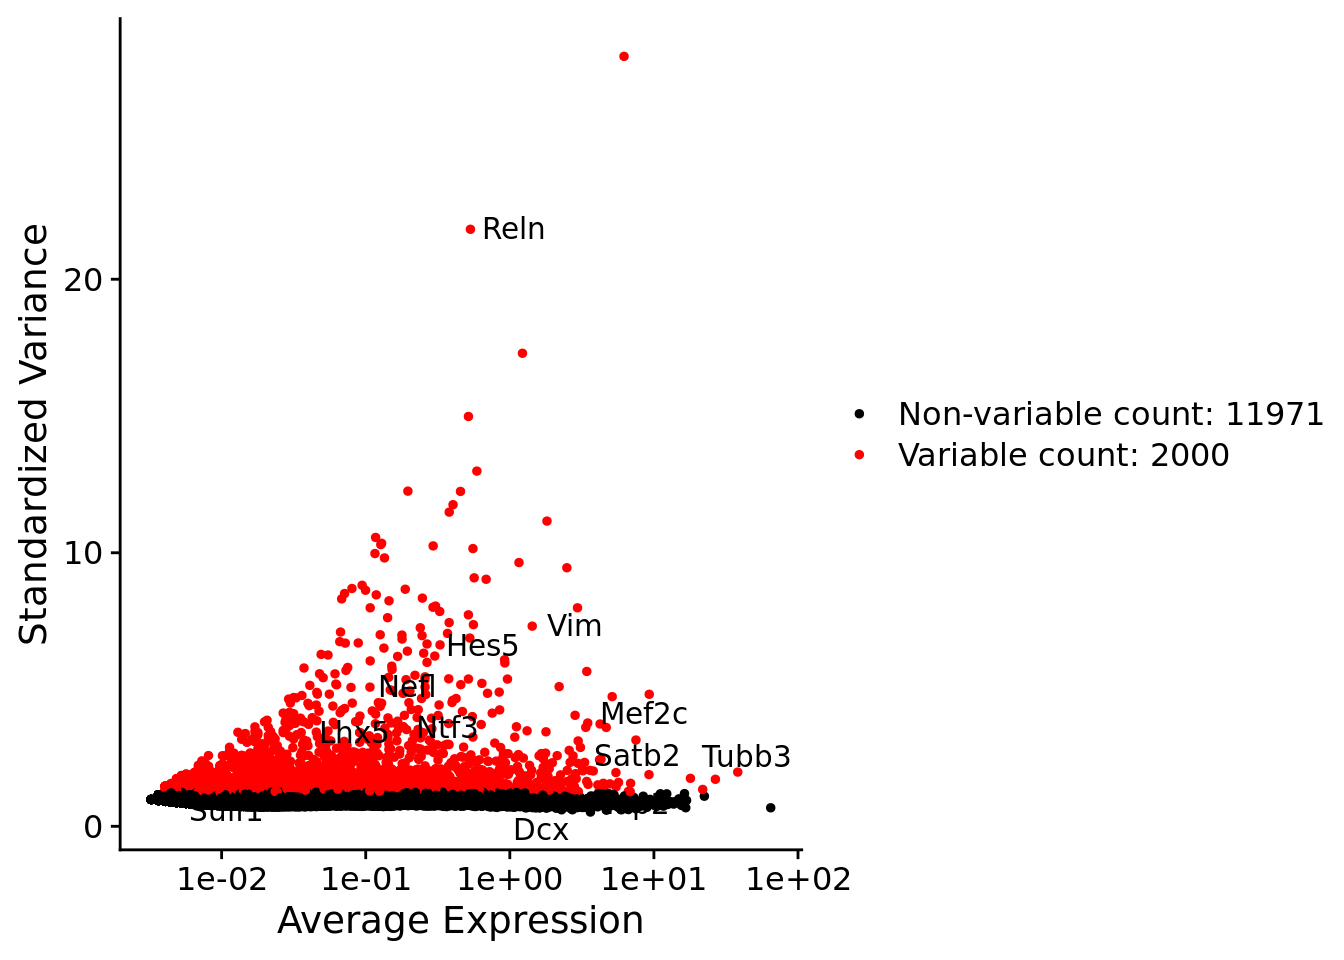 Reln
Standardized Variance
20
10
0
Non-variable count: 11971
Variable count: 2000
Vim
Hes5
Nefl
Mef2c
Ntf3
Lhx5
Satb2
Tubb3
Dcx
1e-02
1e-01
1e+00
1e+01
1e+02
Average Expression